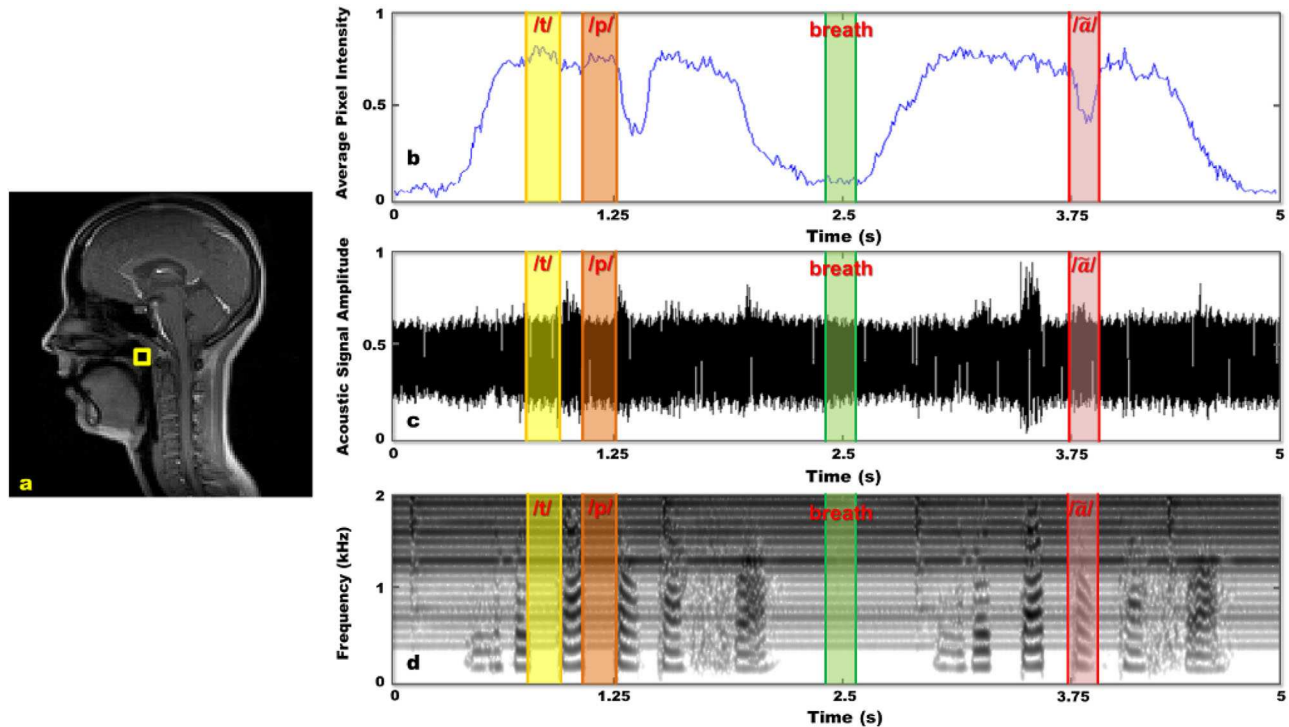 a
1
/t/
/p/
breath
/ã/
Average Pixel Intensity
0.5
b
0
0
1.25
2.5
3.75
5
Time (s)
1
/t/
/p/
breath
/ã/
Acoustic Signal Amplitude
0.5
c
0
0
1.25
2.5
3.75
5
Time (s)
2
/t/
/p/
breath
/ã/
Frequency (kHz)
1
d
0
0
1.25
2.5
3.75
5
Time (s)